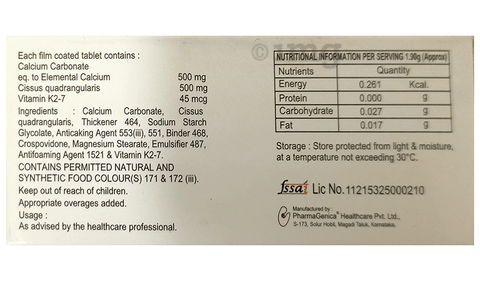 Each film coated tablet contains :
Calcium Carbonate
eq. to Elemental Calcium 500 mg
Cissus quadrangularis 500 mg
Vitamin K2-7 45 mcg
Ingredients : Calcium Carbonate, Cissus
quadrangularis, Thickener 464, Sodium Starch
Glycolate, Anticaking Agent 553(iii), 551, Binder 468,
Crospovidone, Magnesium Stearate, Emulsifier 487,
Antifoaming Agent 1521 & Vitamin K2-7.
CONTAINS PERMITTED NATURAL AND
SYNTHETIC FOOD COLOUR(S) 171 & 172 (iii).
Keep out of reach of children.
Appropriate overages added.
Usage :
As advised by the healthcare professional.
© 1mg
NUTRITIONAL INFORMATION PER SERVING 1.90g (Approx)
Nutrients Quantity
Energy 0.261 Kcal.
Protein 0.000 g
Carbohydrate 0.027 g
Fat 0.017 g
Storage : Store protected from light & moisture,
at a temperature not exceeding 30°C.
fssai Lic No. 11215325000210
Manufactured by :
PharmaGenica® Healthcare Pvt. Ltd.,
S-173, Solur Hobli, Magadi Taluk, Karnataka.